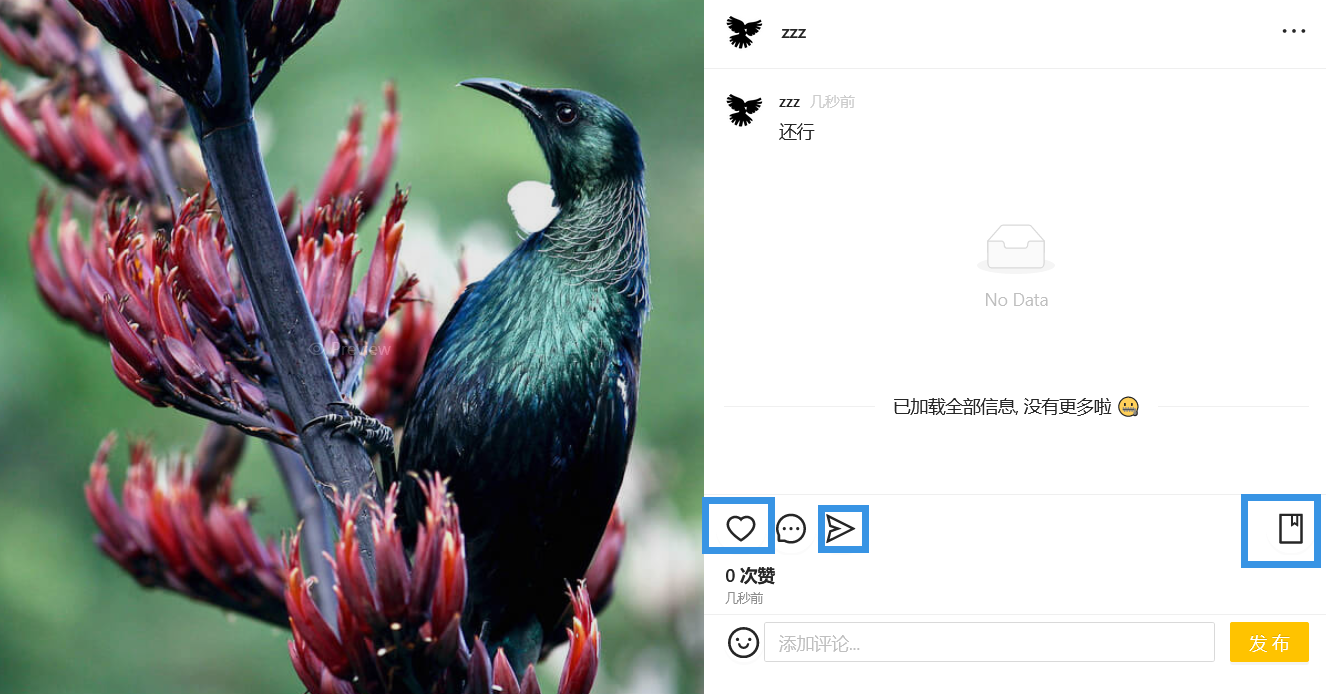 zzz
zzz 几秒前
还行
© Preview
No Data
已加载全部信息, 没有更多啦 🤐
0 次赞
几秒前
添加评论...
发 布